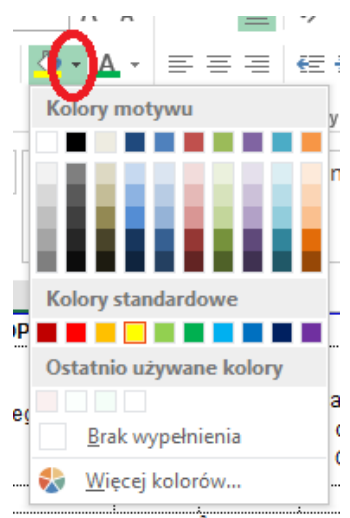 A
Kolory motywu
Kolory standardowe
Ostatnio używane kolory
Brak wypełnienia
Więcej kolorów...